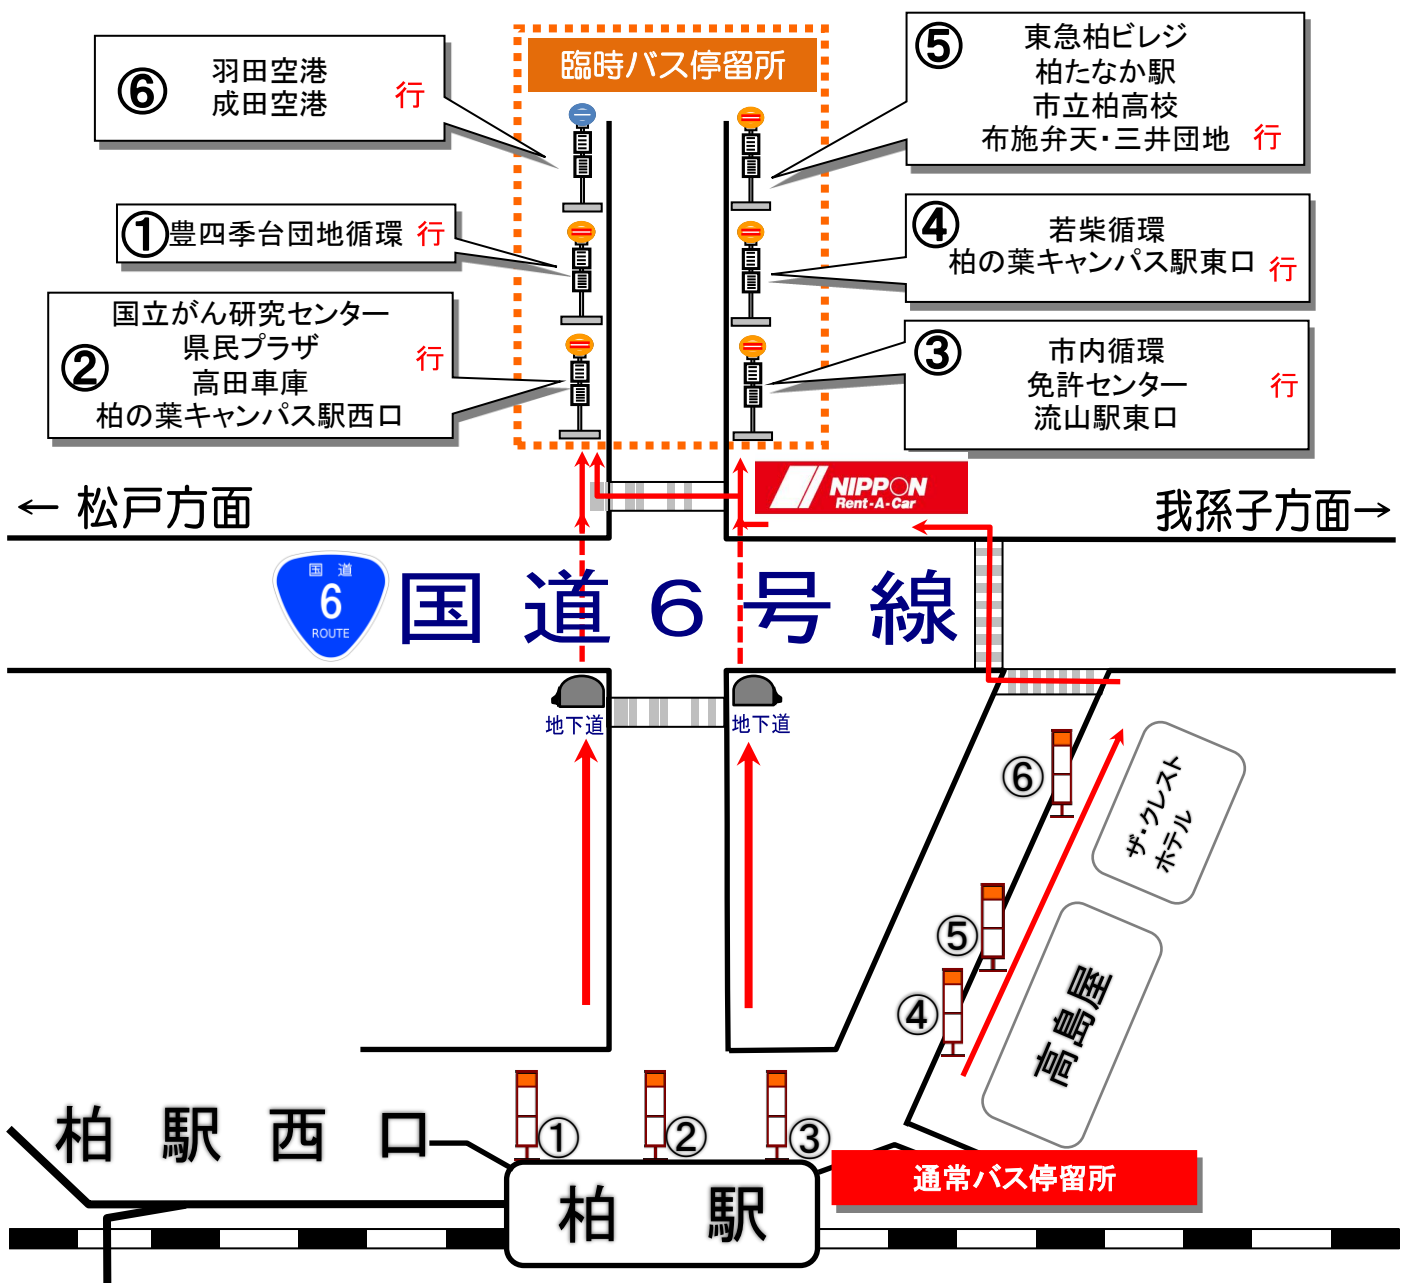 臨時バス停留所
⑥
羽田空港
成田空港
行
①豊四季台団地循環 行
②
国立がん研究センター
県民プラザ
高田車庫
柏の葉キャンパス駅西口
行
⑤
東急柏ビレジ
柏たなか駅
市立柏高校
布施弁天・三井団地 行
④
若柴循環
柏の葉キャンパス駅東口 行
③
市内循環
免許センター
流山駅東口
行
← 松戸方面
NIPPON
Rent-A-Car
我孫子方面→
国道
6
ROUTE
国道6号線
地下道
地下道
⑥
ザ・クレスト
ホテル
⑤
④
高島屋
柏駅西口
①
②
③
通常バス停留所
柏駅